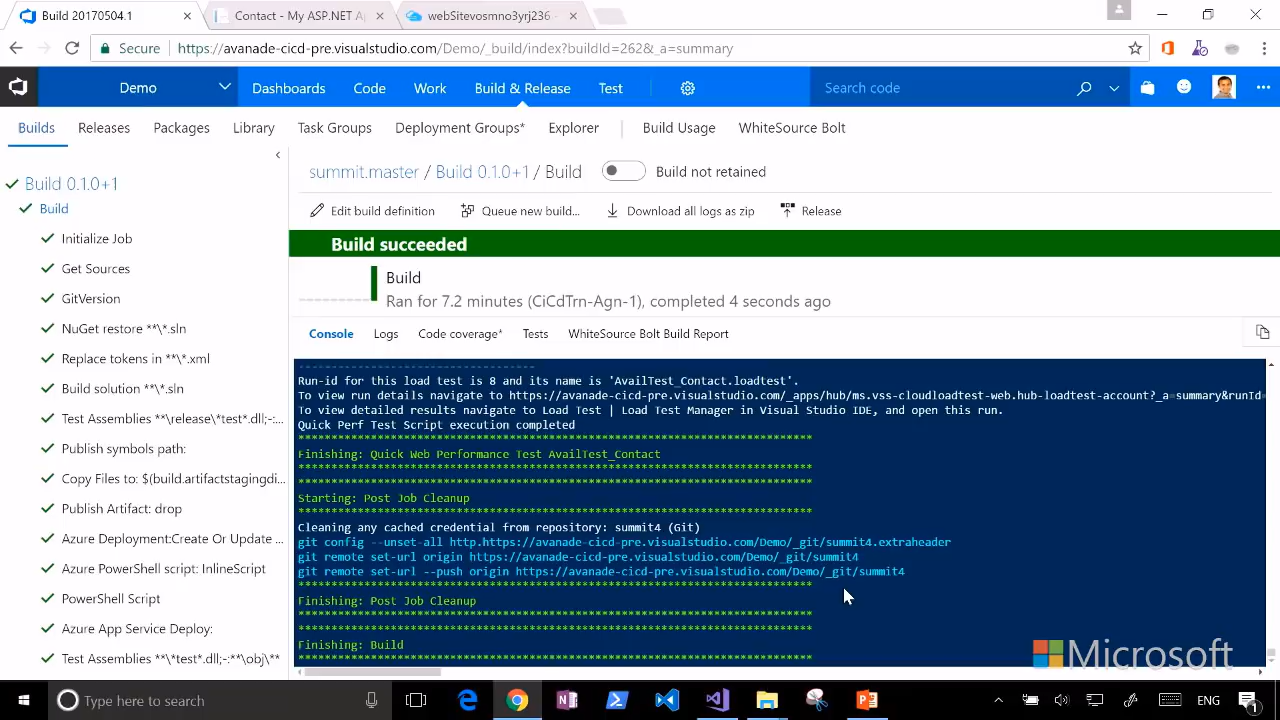 Build 20170504.1
Contact - My ASP.NET Ap
webSitevosmno3yrj236
Secure
https://avanade-cicd-pre.visualstudio.com/Demo/_build/index?buildId=262&_a=summary
Demo
Dashboards
Code
Work
Build & Release
Test
Search code
Builds
Releases
Packages
Library
Task Groups
Deployment Groups*
Explorer
Build Usage
WhiteSource Bolt
Build 0.1.0+1
Build
Initialize Job
Get Sources
GitVersion
NuGet restore **\*.sln
Replace tokens in **\*.xml
Build solution **\*.sln
Test Assemblies **\*test*.dll;-:**
Publish symbols path:
Copy Files to: $(build.artifactstagingdi...
Publish Artifact: drop
Azure Deployment:Create Or Update ...
Azure PowerShell script: InlineScript
PowerShell Script
Azure App Service Deploy:
Test Assemblies **\*test*.dll;-:**\obj\**
summit.master / Build 0.1.0+1 / Build
Build not retained
Edit build definition
Queue new build...
Download all logs as zip
Release
Build succeeded
Build
Ran for 7.2 minutes (CiCdTrn-Agn-1), completed 4 seconds ago
Console
Logs
Code coverage*
Tests
WhiteSource Bolt Build Report
Run-id for this load test is 8 and its name is 'AvailTest_Contact.loadtest'.
To view run details navigate to https://avanade-cicd-pre.visualstudio.com/_apps/hub/ms.vss-cloudloadtest-web.hub-loadtest-account?_a=summary&runId=
To view detailed results navigate to Load Test | Load Test Manager in Visual Studio IDE, and open this run.
Quick Perf Test Script execution completed
******************************************************************************
Finishing: Quick Web Performance Test AvailTest_Contact
******************************************************************************
******************************************************************************
Starting: Post Job Cleanup
******************************************************************************
Cleaning any cached credential from repository: summit4 (Git)
git config --unset-all http.https://avanade-cicd-pre.visualstudio.com/Demo/_git/summit4.extraheader
git remote set-url origin https://avanade-cicd-pre.visualstudio.com/Demo/_git/summit4
git remote set-url --push origin https://avanade-cicd-pre.visualstudio.com/Demo/_git/summit4
******************************************************************************
Finishing: Post Job Cleanup
******************************************************************************
******************************************************************************
Finishing: Build
******************************************************************************
Microsoft
Type here to search
ENG
1